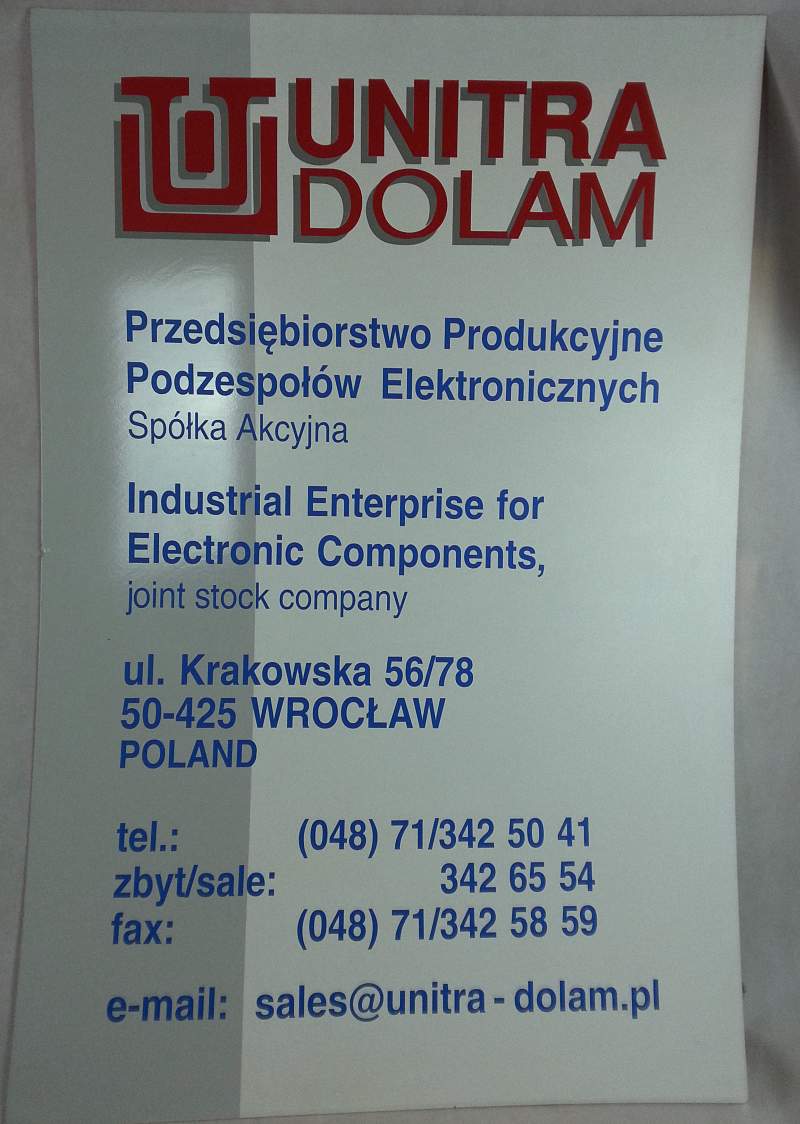 UNITRA
DOLAM
Przedsiębiorstwo Produkcyjne
Podzespołów Elektronicznych
Spółka Akcyjna
Industrial Enterprise for
Electronic Components,
joint stock company
ul. Krakowska 56/78
50-425 WROCŁAW
POLAND
tel.: (048) 71/342 50 41
zbyt/sale: 342 65 54
fax: (048) 71/342 58 59
e-mail: sales@unitra - dolam.pl